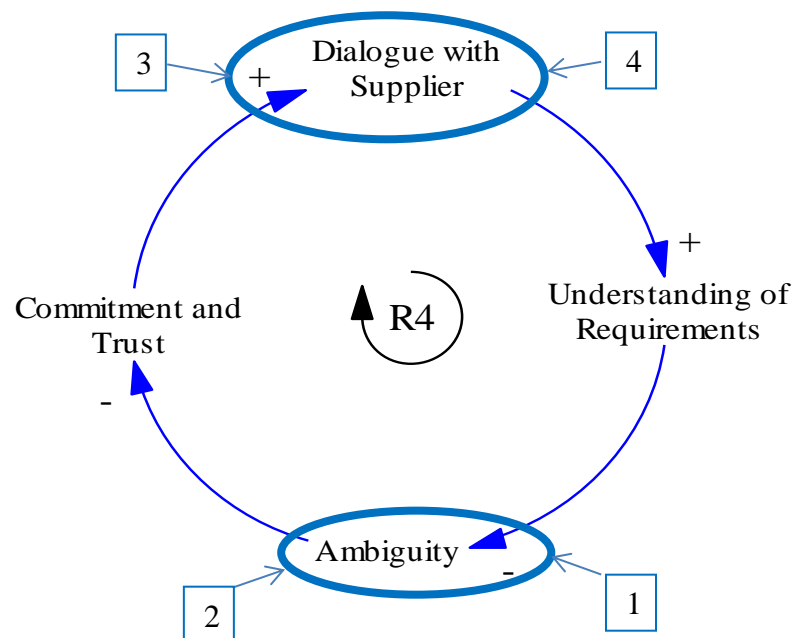 3
Dialogue with
Supplier
4
+
+
Commitment and
Trust
R4
Understanding of
Requirements
-
Ambiguity
-
2
1